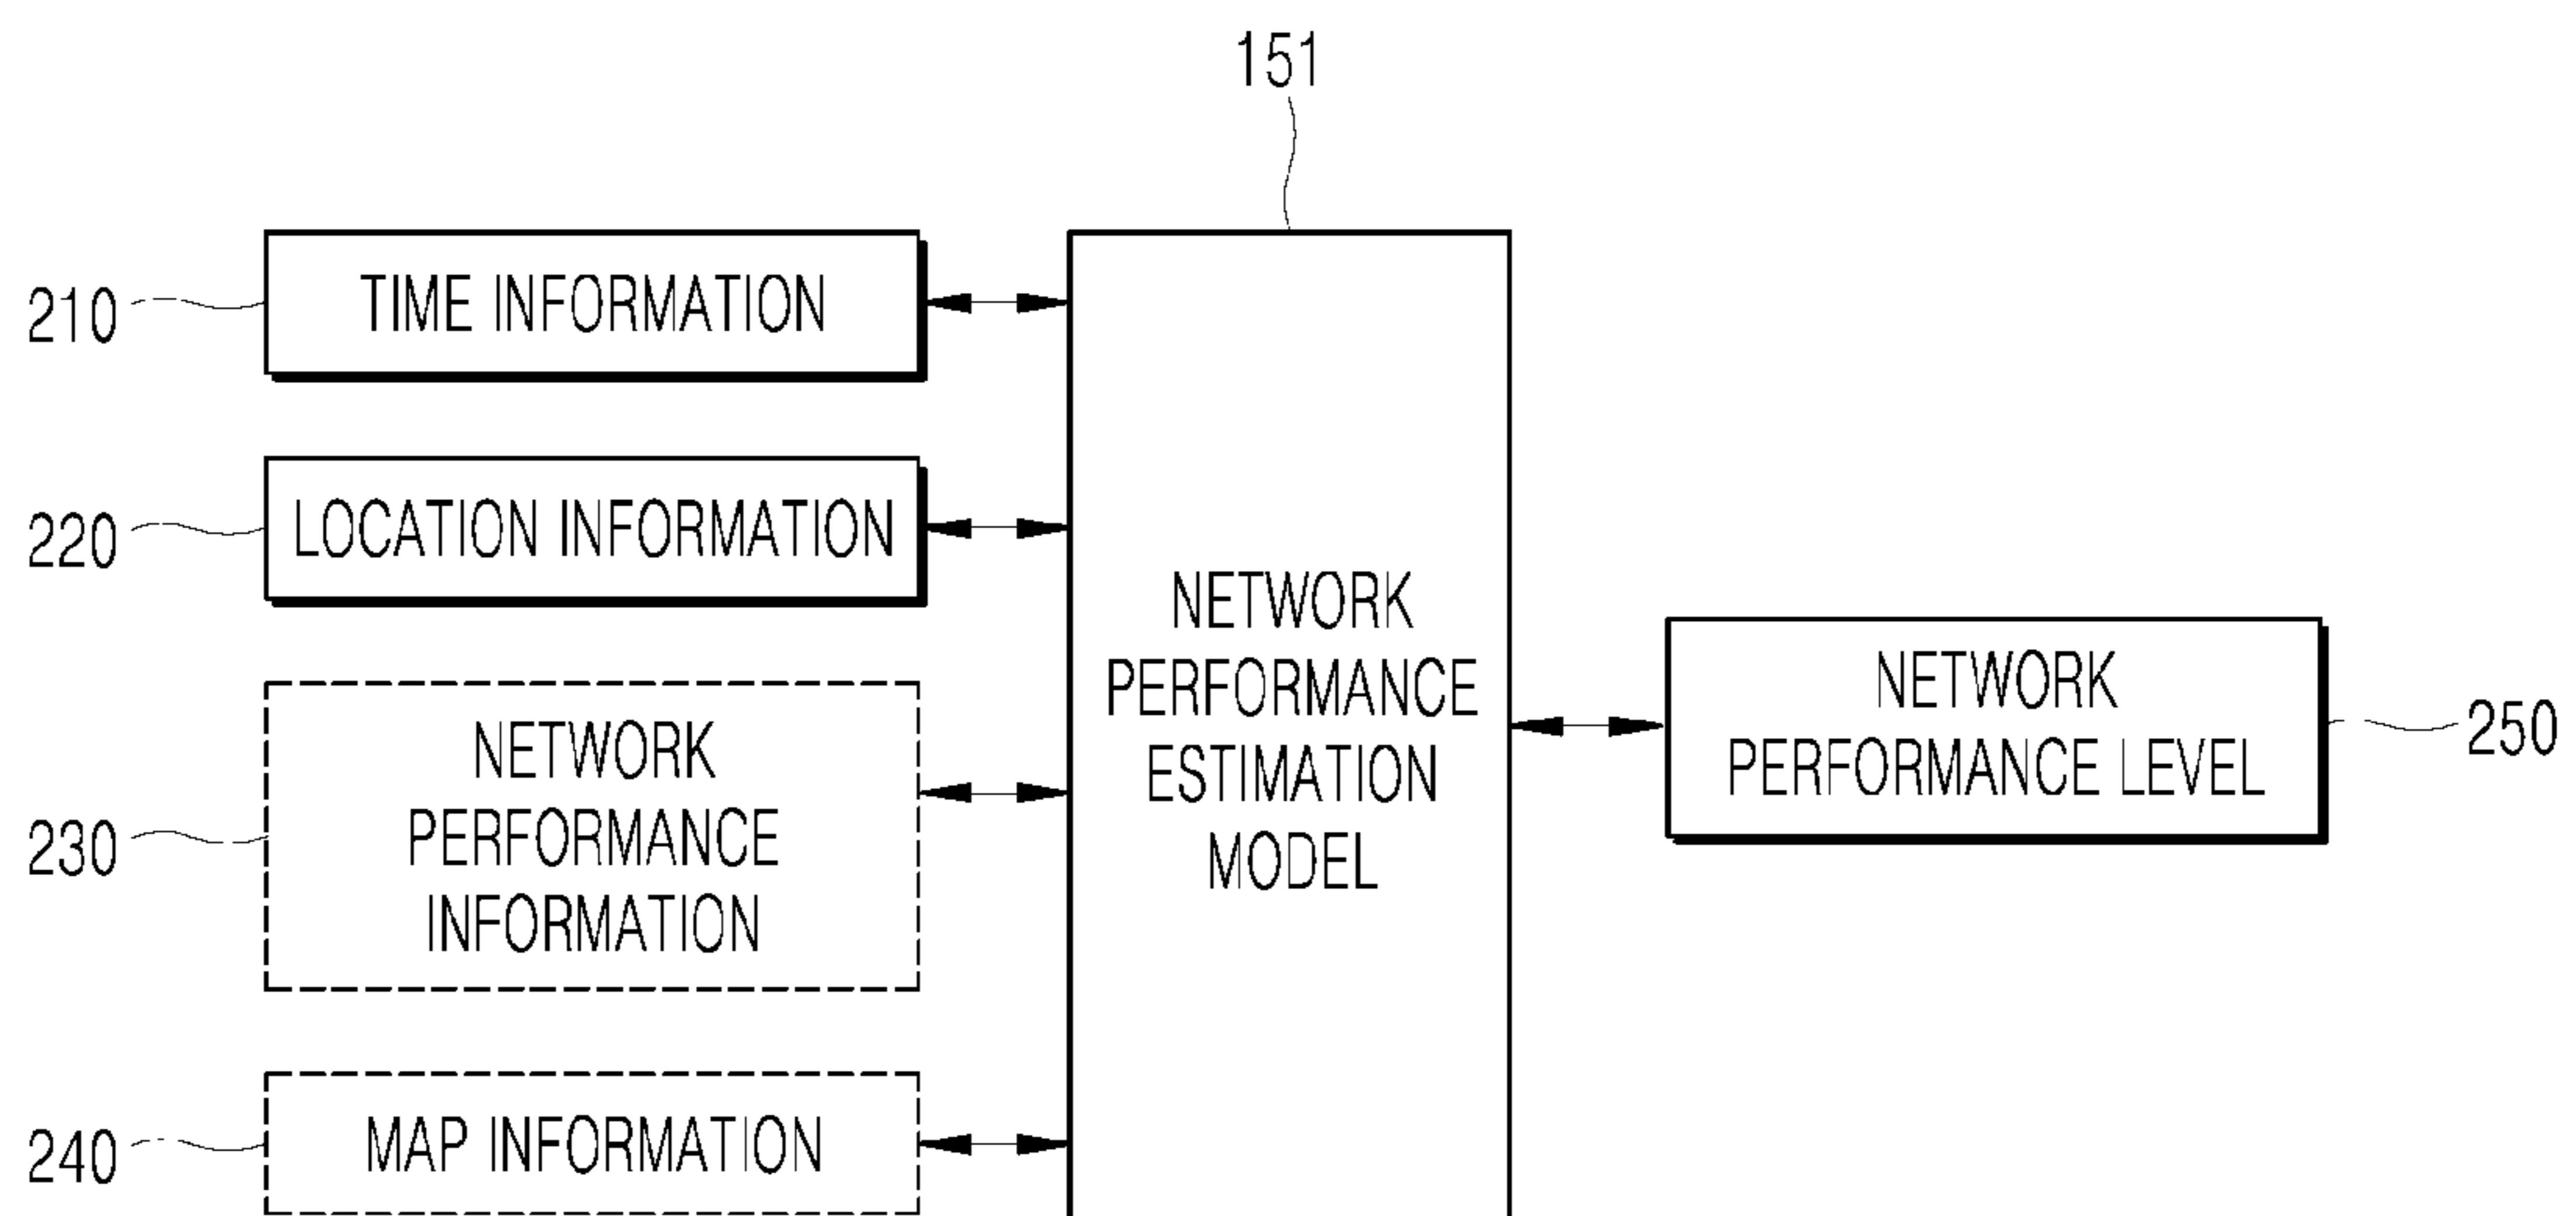 151
210
TIME INFORMATION
220
LOCATION INFORMATION
230
NETWORK
PERFORMANCE
INFORMATION
240
MAP INFORMATION
NETWORK
PERFORMANCE
ESTIMATION
MODEL
NETWORK
PERFORMANCE LEVEL
250